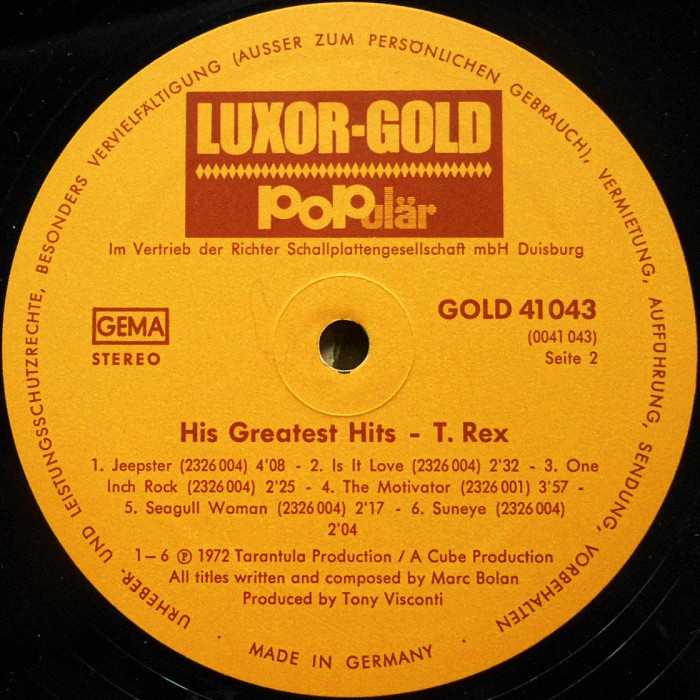 URHEBER- UND LEISTUNGSSCHUTZRECHTE, BESONDERS VERVIELFÄLTIGUNG (AUSSER ZUM PERSÖNLICHEN GEBRAUCH), VERMIETUNG, AUFFÜHRUNG, SENDUNG, VORBEHALTEN
LUXOR-GOLD
POPulär
Im Vertrieb der Richter Schallplattengesellschaft mbH Duisburg
GEMA
STEREO
GOLD 41043
(0041 043)
Seite 2
His Greatest Hits - T. Rex
1. Jeepster (2326 004) 4'08 - 2. Is It Love (2326 004) 2'32 - 3. One
Inch Rock (2326 004) 2'25 - 4. The Motivator (2326 001) 3'57 -
5. Seagull Woman (2326 004) 2'17 - 6. Suneye (2326 004)
2'04
1–6 ℗ 1972 Tarantula Production / A Cube Production
All titles written and composed by Marc Bolan
Produced by Tony Visconti
· MADE IN GERMANY ·